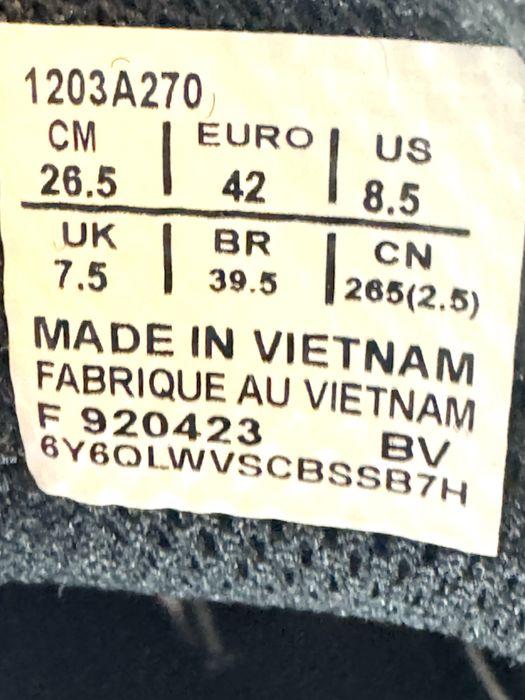 1203A270
CM | EURO | US
26.5 | 42 | 8.5
UK | BR | CN
7.5 | 39.5 | 265(2.5)
MADE IN VIETNAM
FABRIQUE AU VIETNAM
F 920423 BV
6Y6QLWVSCBSSB7H